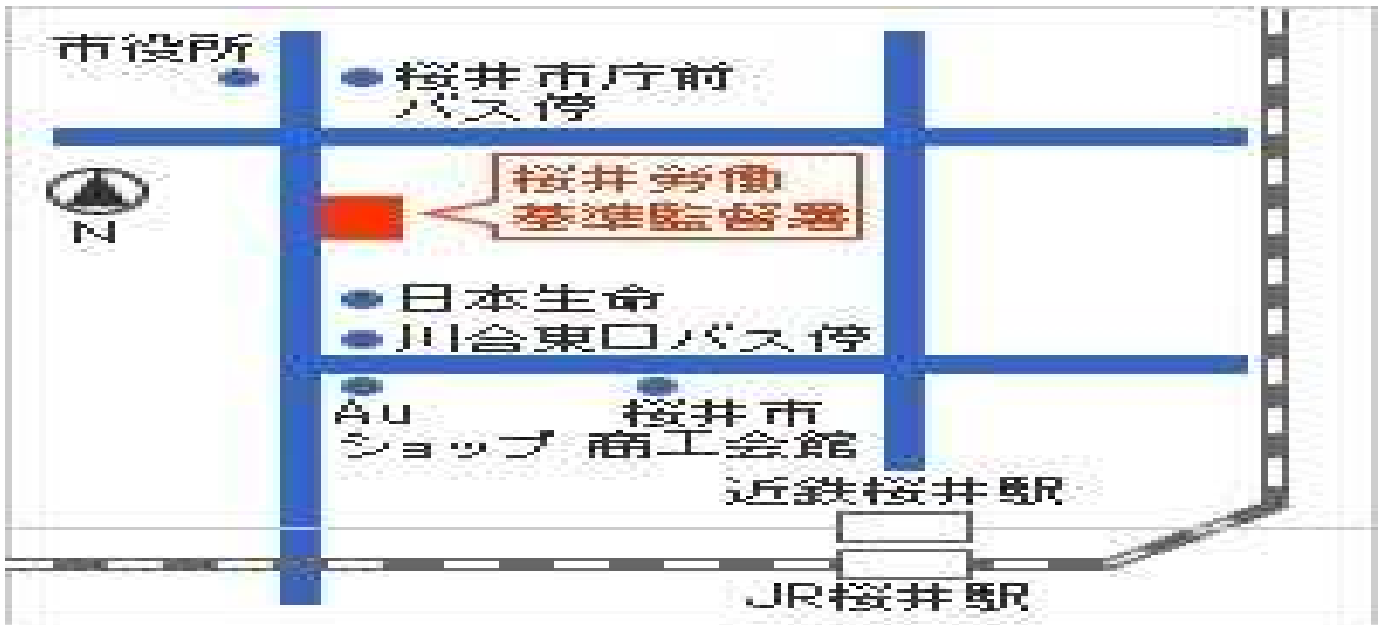 市役所
桜井市庁前
バス停
桜井労働
基準監督署
N
日本生命
川合東口バス停
Au
ショップ
桜井市
商工会館
近鉄桜井駅
JR桜井駅